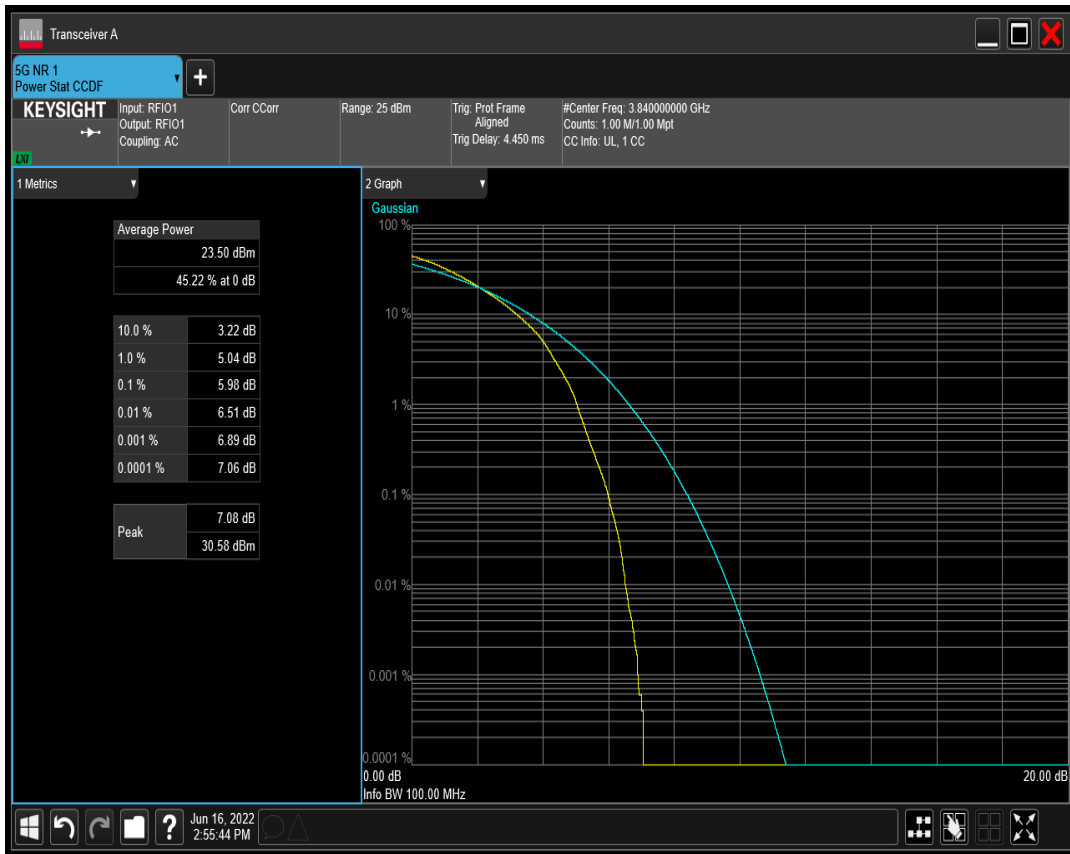 Transceiver A
5G NR 1
Power Stat CCDF
+
KEYSIGHT
LXI
Input: RFIO1
Output: RFIO1
Coupling: AC
Corr CCorr
Range: 25 dBm
Trig: Prot Frame
Aligned
Trig Delay: 4.450 ms
#Center Freq: 3.840000000 GHz
Counts: 1.00 M/1.00 Mpt
CC Info: UL, 1 CC
1 Metrics
Average Power
23.50 dBm
45.22 % at 0 dB
10.0 % 3.22 dB
1.0 % 5.04 dB
0.1 % 5.98 dB
0.01 % 6.51 dB
0.001 % 6.89 dB
0.0001 % 7.06 dB
Peak
7.08 dB
30.58 dBm
2 Graph
Gaussian
100 %
10 %
1 %
0.1 %
0.01 %
0.001 %
0.0001 %
0.00 dB 20.00 dB
Info BW 100.00 MHz
?
Jun 16, 2022
2:55:44 PM